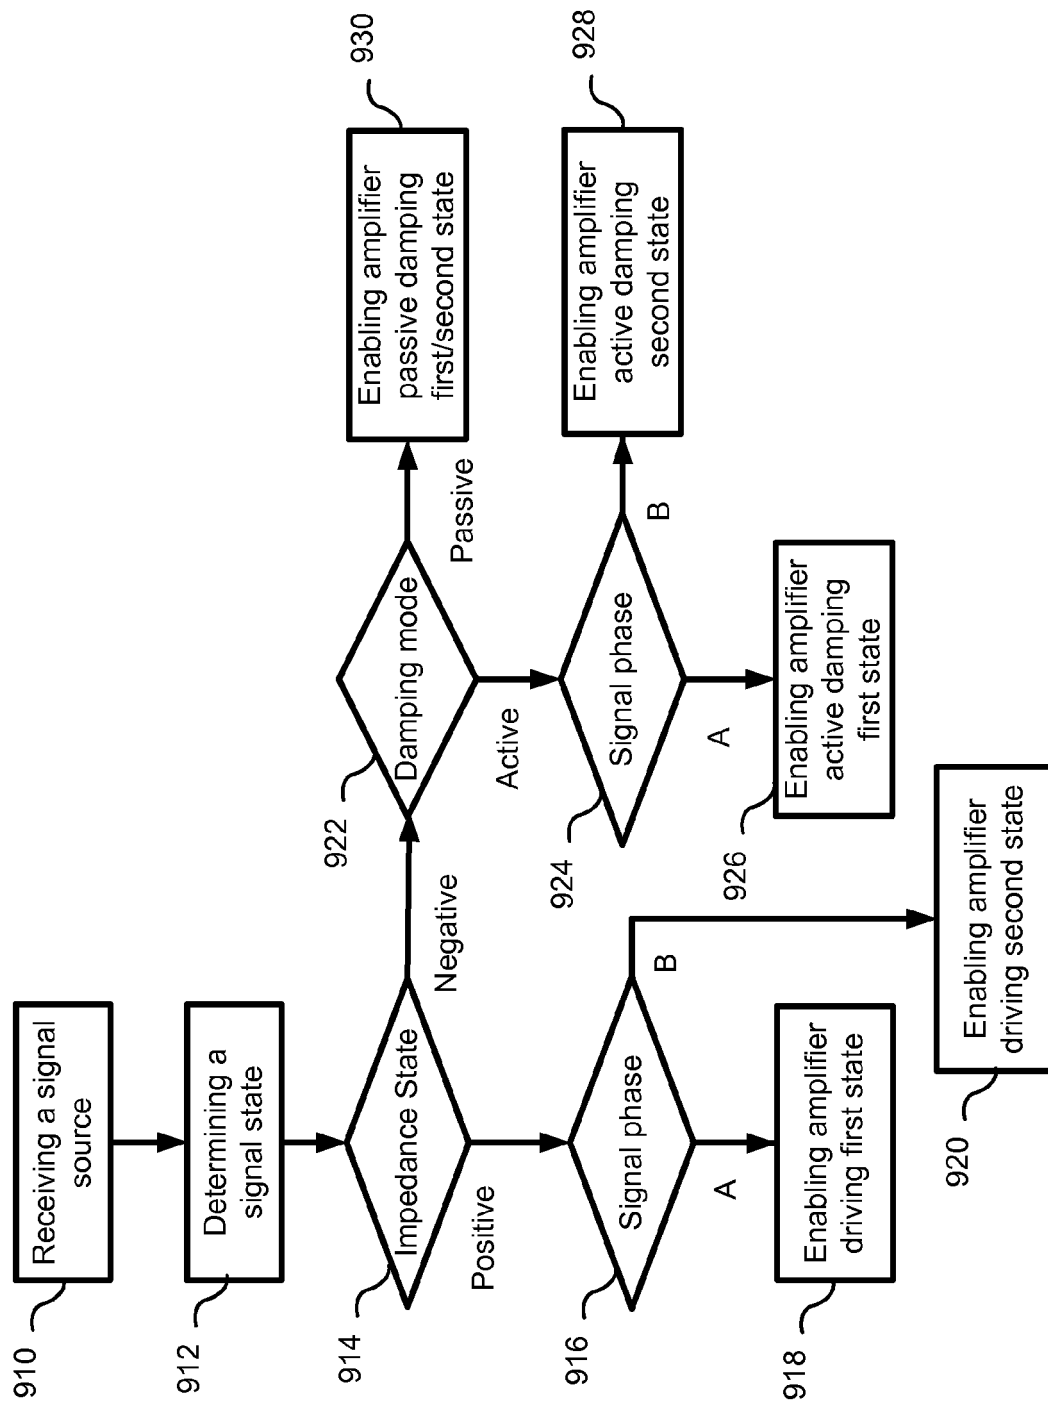 910
Receiving a signal
source
912
Determining a
signal state
914
Impedance State
Positive
Negative
916
Signal phase
A
B
918
Enabling amplifier
driving first state
920
Enabling amplifier
driving second state
922
Damping mode
Active
Passive
924
Signal phase
A
B
926
Enabling amplifier
active damping
first state
928
Enabling amplifier
active damping
second state
930
Enabling amplifier
passive damping
first/second state